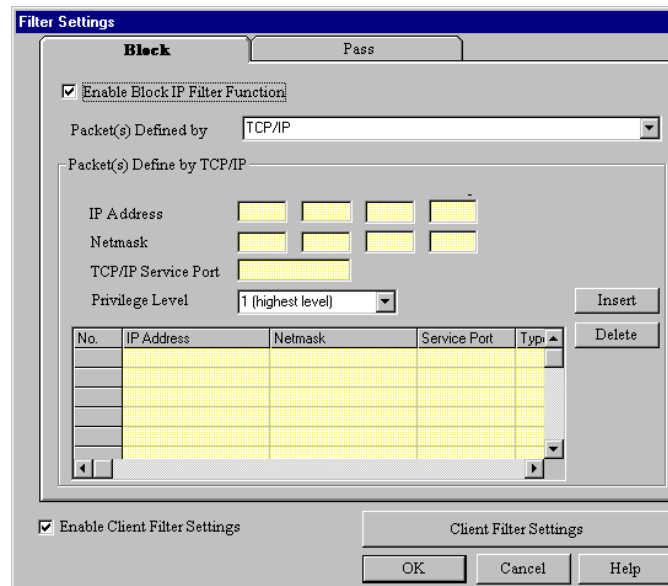 Filter Settings
Block Pass
Enable Block IP Filter Function
Packet(s) Defined by TCP/IP
Packet(s) Define by TCP/IP
IP Address
Netmask
TCP/IP Service Port
Privilege Level 1 (highest level) Insert
No. IP Address Netmask Service Port Type Delete
Enable Client Filter Settings Client Filter Settings
OK Cancel Help